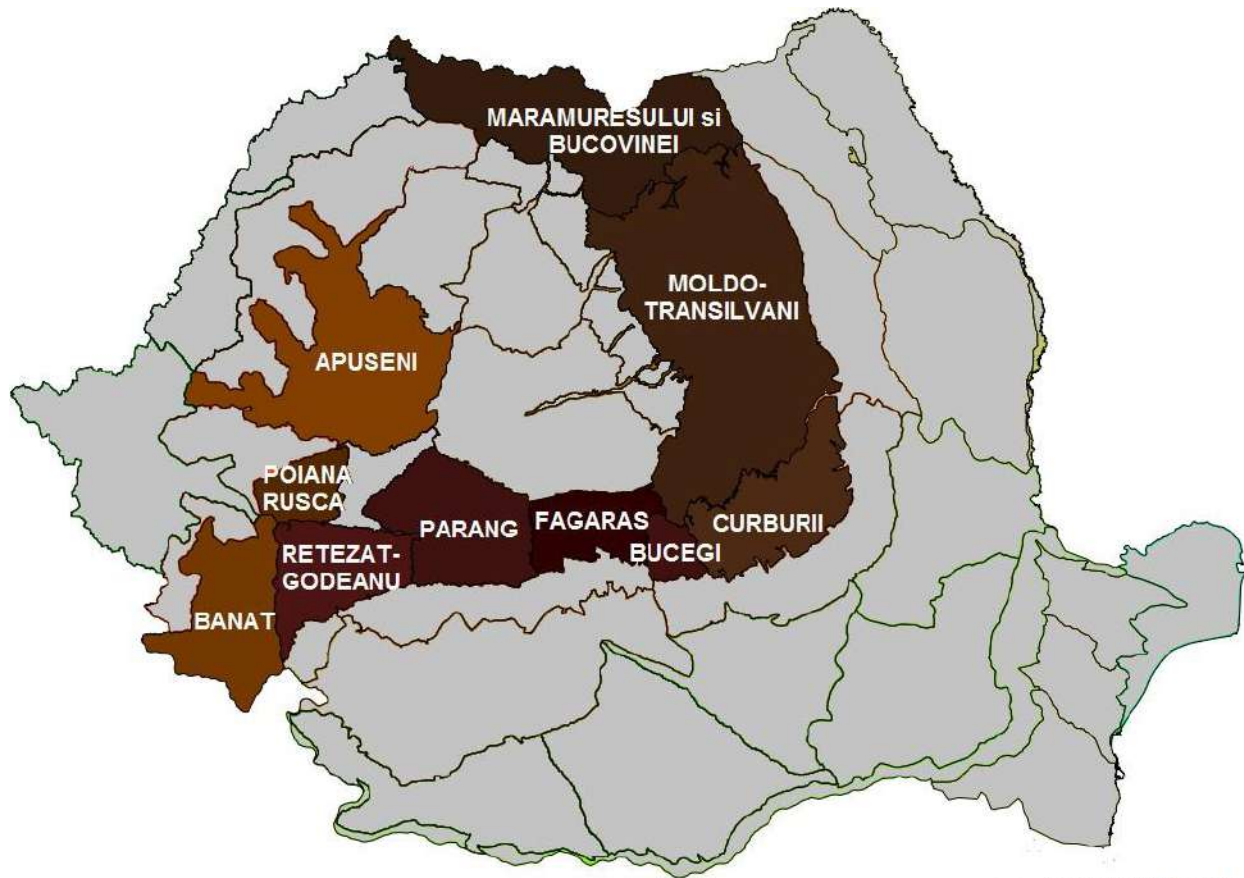 MARAMURESULUI si
BUCOVINEI
MOLDO-
TRANSILVANI
APUSENI
POIANA
RUSCA
PARANG
FAGARAS
BUCEGI
CURBURII
RETEZAT-
GODEANU
BANAT